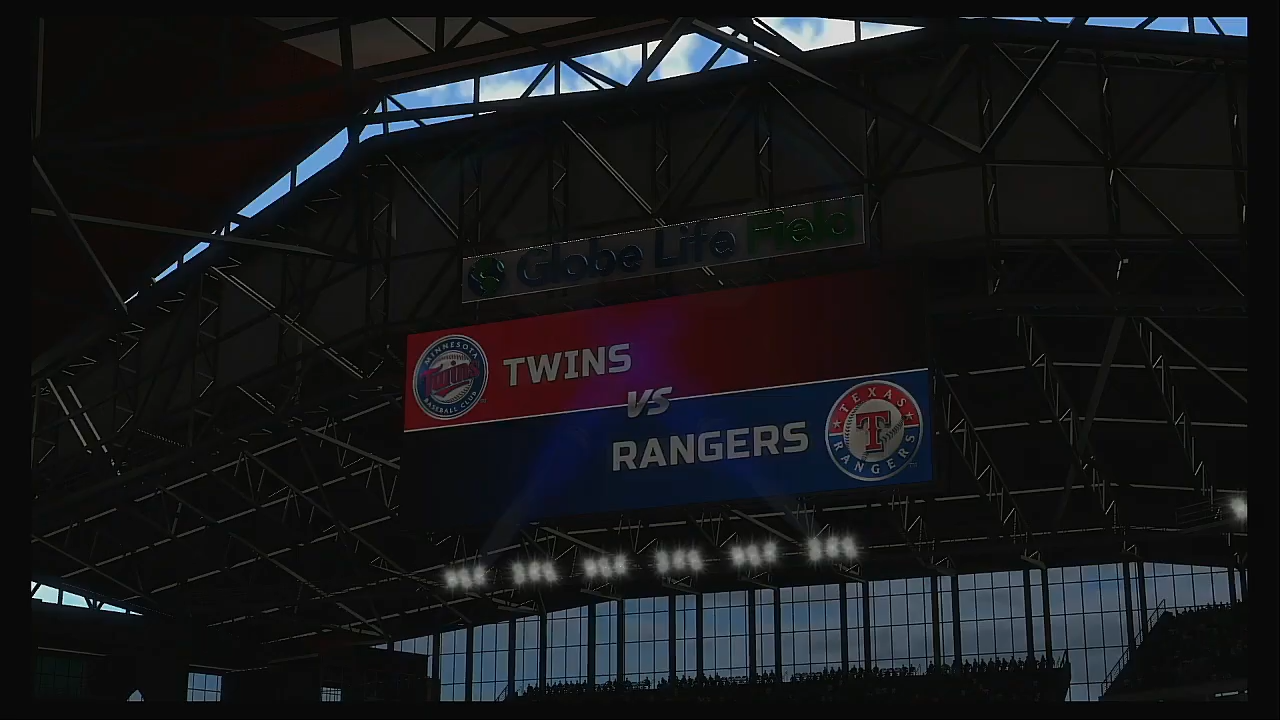 Globe Life Field
MINNESOTA
Twins
BASEBALL CLUB
TWINS
VS
RANGERS
TEXAS
T
RANGERS